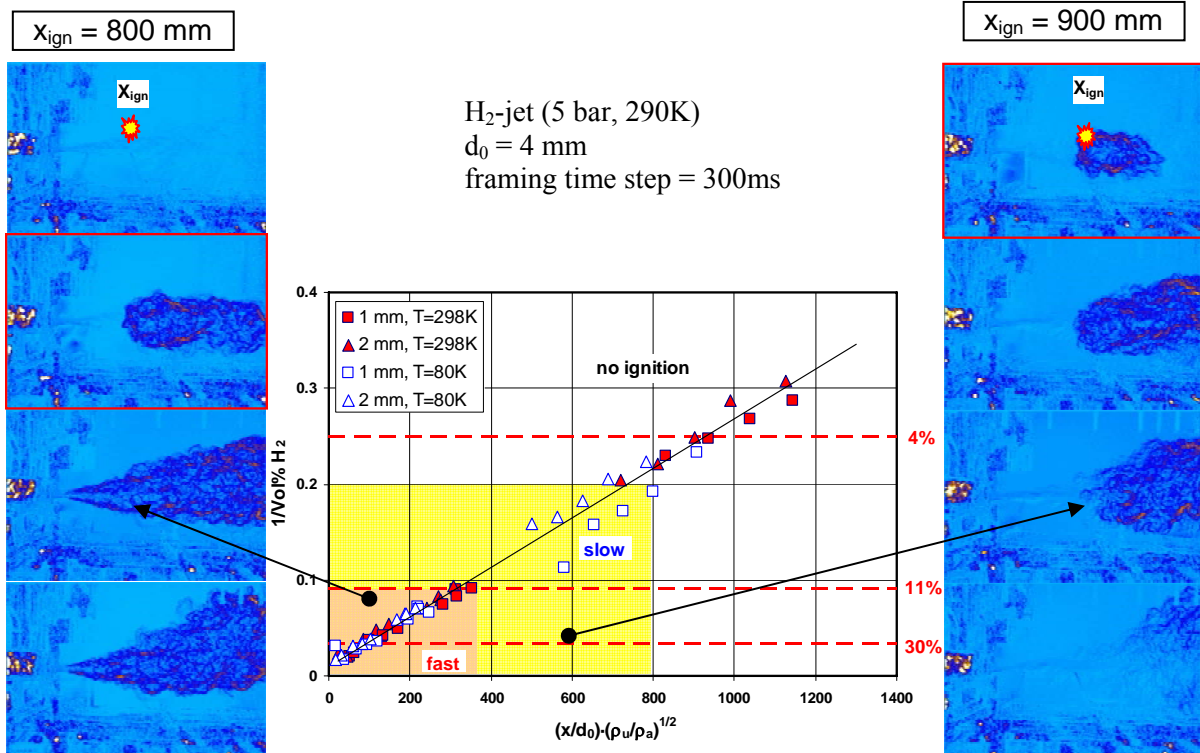 x_ign = 800 mm
x_ign = 900 mm
X_ign
X_ign
H₂-jet (5 bar, 290K)
d₀ = 4 mm
framing time step = 300ms
1/Vol% H₂
0.4
0.3
0.2
0.1
0
1 mm, T=298K
2 mm, T=298K
1 mm, T=80K
2 mm, T=80K
no ignition
slow
fast
4%
11%
30%
0 200 400 600 800 1000 1200 1400
(x/d₀)·(ρᵤ/ρₐ)^1/2